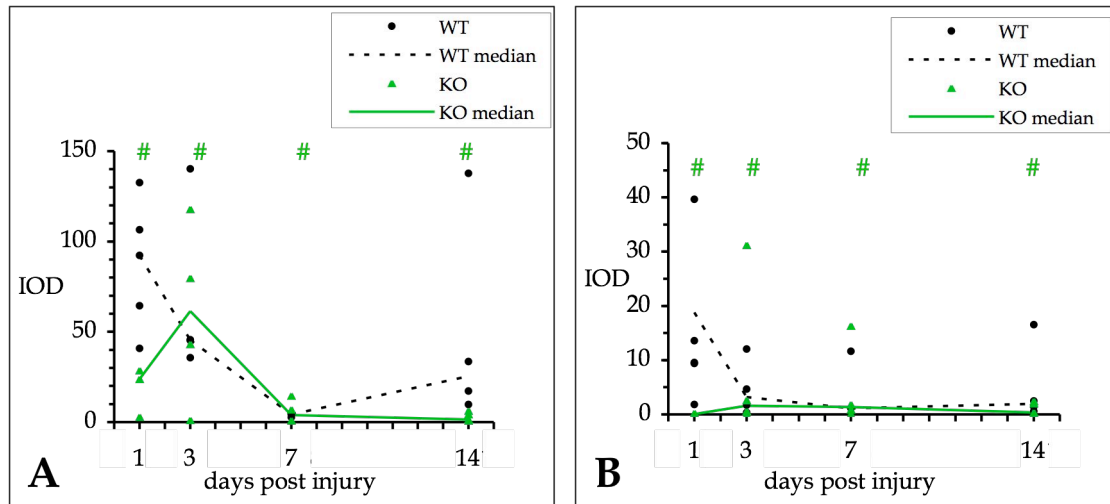 WT
WT median
KO
KO median
150
# # # #
100
IOD
50
0
1 3 7 14
A
days post injury
WT
WT median
KO
KO median
50
# # # #
40
30
IOD
20
10
0
1 3 7 14
B
days post injury